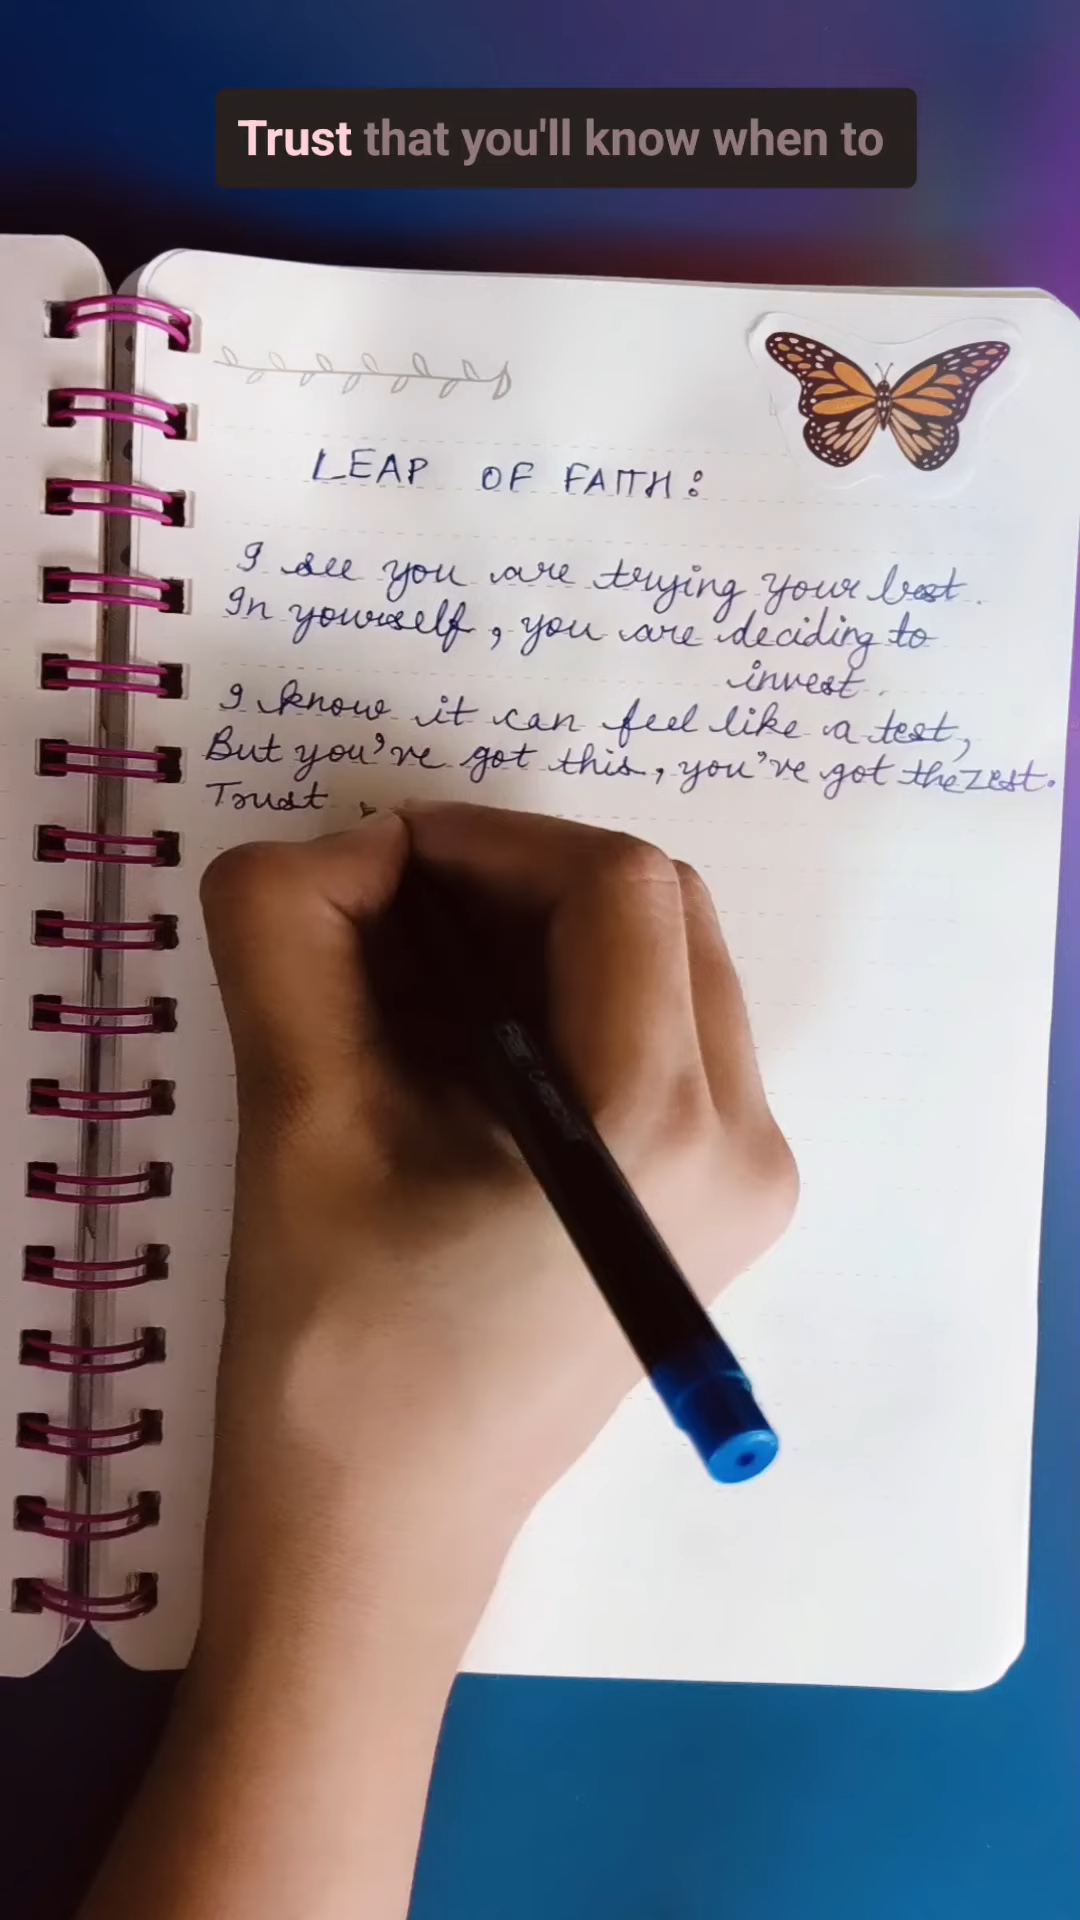 Trust that you'll know when to
LEAP OF FAITH:
I see you are trying your best.
In yourself, you are deciding to
invest.
I know it can feel like a test,
But you've got this, you've got the zest.
Trust